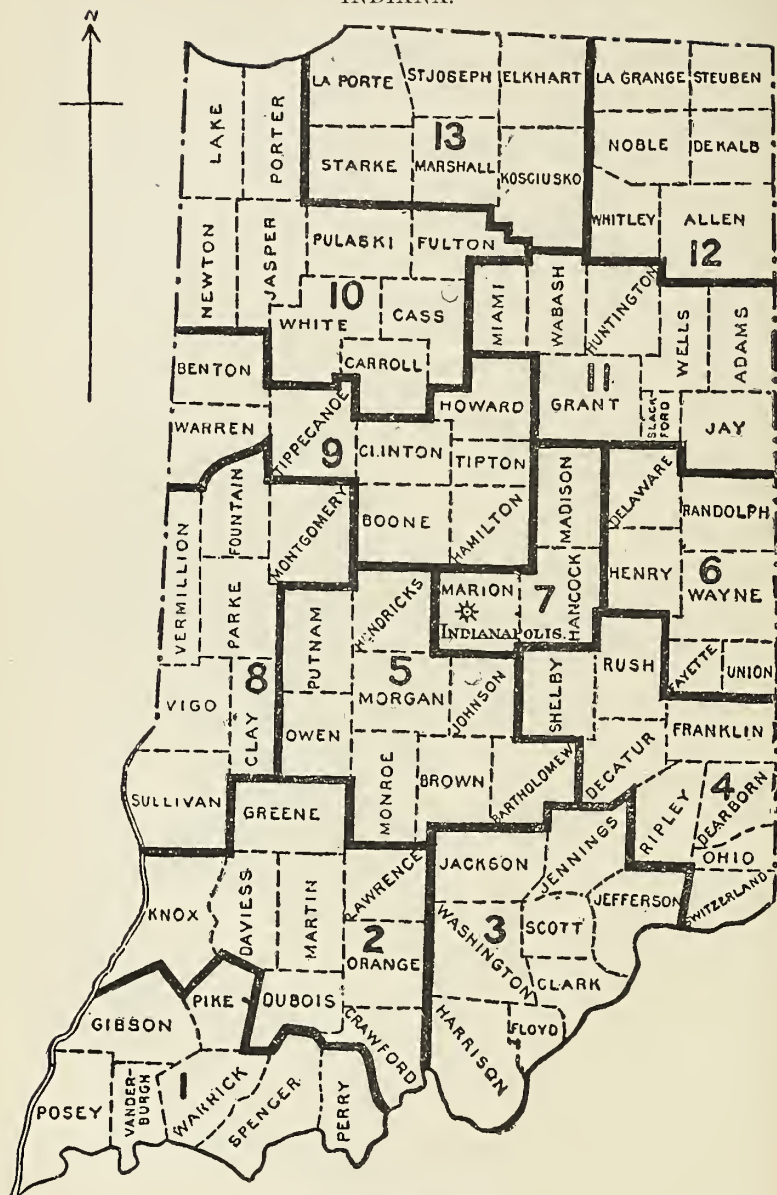 INDIANA.
N
LA PORTE
ST JOSEPH
ELKHART
LA GRANGE
STEUBEN
LAKE
PORTER
13
NOBLE
DEKALB
STARKE
MARSHALL
KOSCIUSKO
WHITLEY
ALLEN
12
NEWTON
JASPER
PULASKI
FULTON
10
WHITE
CASS
MIAMI
WABASH
HUNTINGTON
WELLS
ADAMS
BENTON
CARROLL
11
GRANT
BLACK
FORD
JAY
WARREN
TIPPECANOE
9
HOWARD
CLINTON
TIPTON
FOUNTAIN
MONTGOMERY
BOONE
HAMILTON
MADISON
DELAWARE
RANDOLPH
VERMILLION
PARKE
HENRY
6
WAYNE
PUTNAM
HENDRICKS
MARION
INDIANAPOLIS.
7
HANCOCK
RUSH
FAYETTE
UNION
VIGO
8
CLAY
5
MORGAN
JOHNSON
SHELBY
FRANKLIN
OWEN
DECATUR
SULLIVAN
GREENE
MONROE
BROWN
BARTHOLOMEW
RIPLEY
4
DEARBORN
OHIO
SWITZERLAND
KNOX
DAVIESS
MARTIN
LAWRENCE
JACKSON
JENNINGS
JEFFERSON
2
ORANGE
WASHINGTON
3
SCOTT
CLARK
GIBSON
PIKE
DUBOIS
CRAWFORD
HARRISON
FLOYD
POSEY
VANDER-
BURGH
1
WARRICK
SPENCER
PERRY